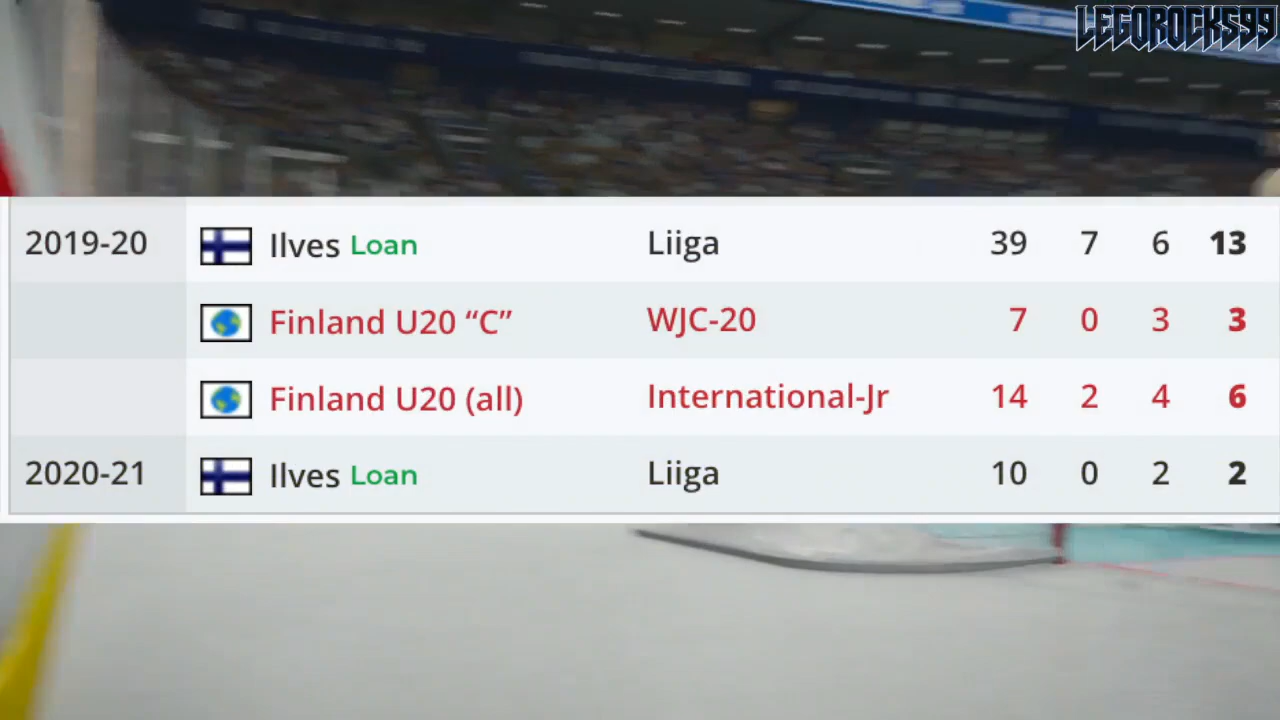 LEGOROCKS99
2019-20 Ilves Loan Liiga 39 7 6 13
Finland U20 “C” WJC-20 7 0 3 3
Finland U20 (all) International-Jr 14 2 4 6
2020-21 Ilves Loan Liiga 10 0 2 2